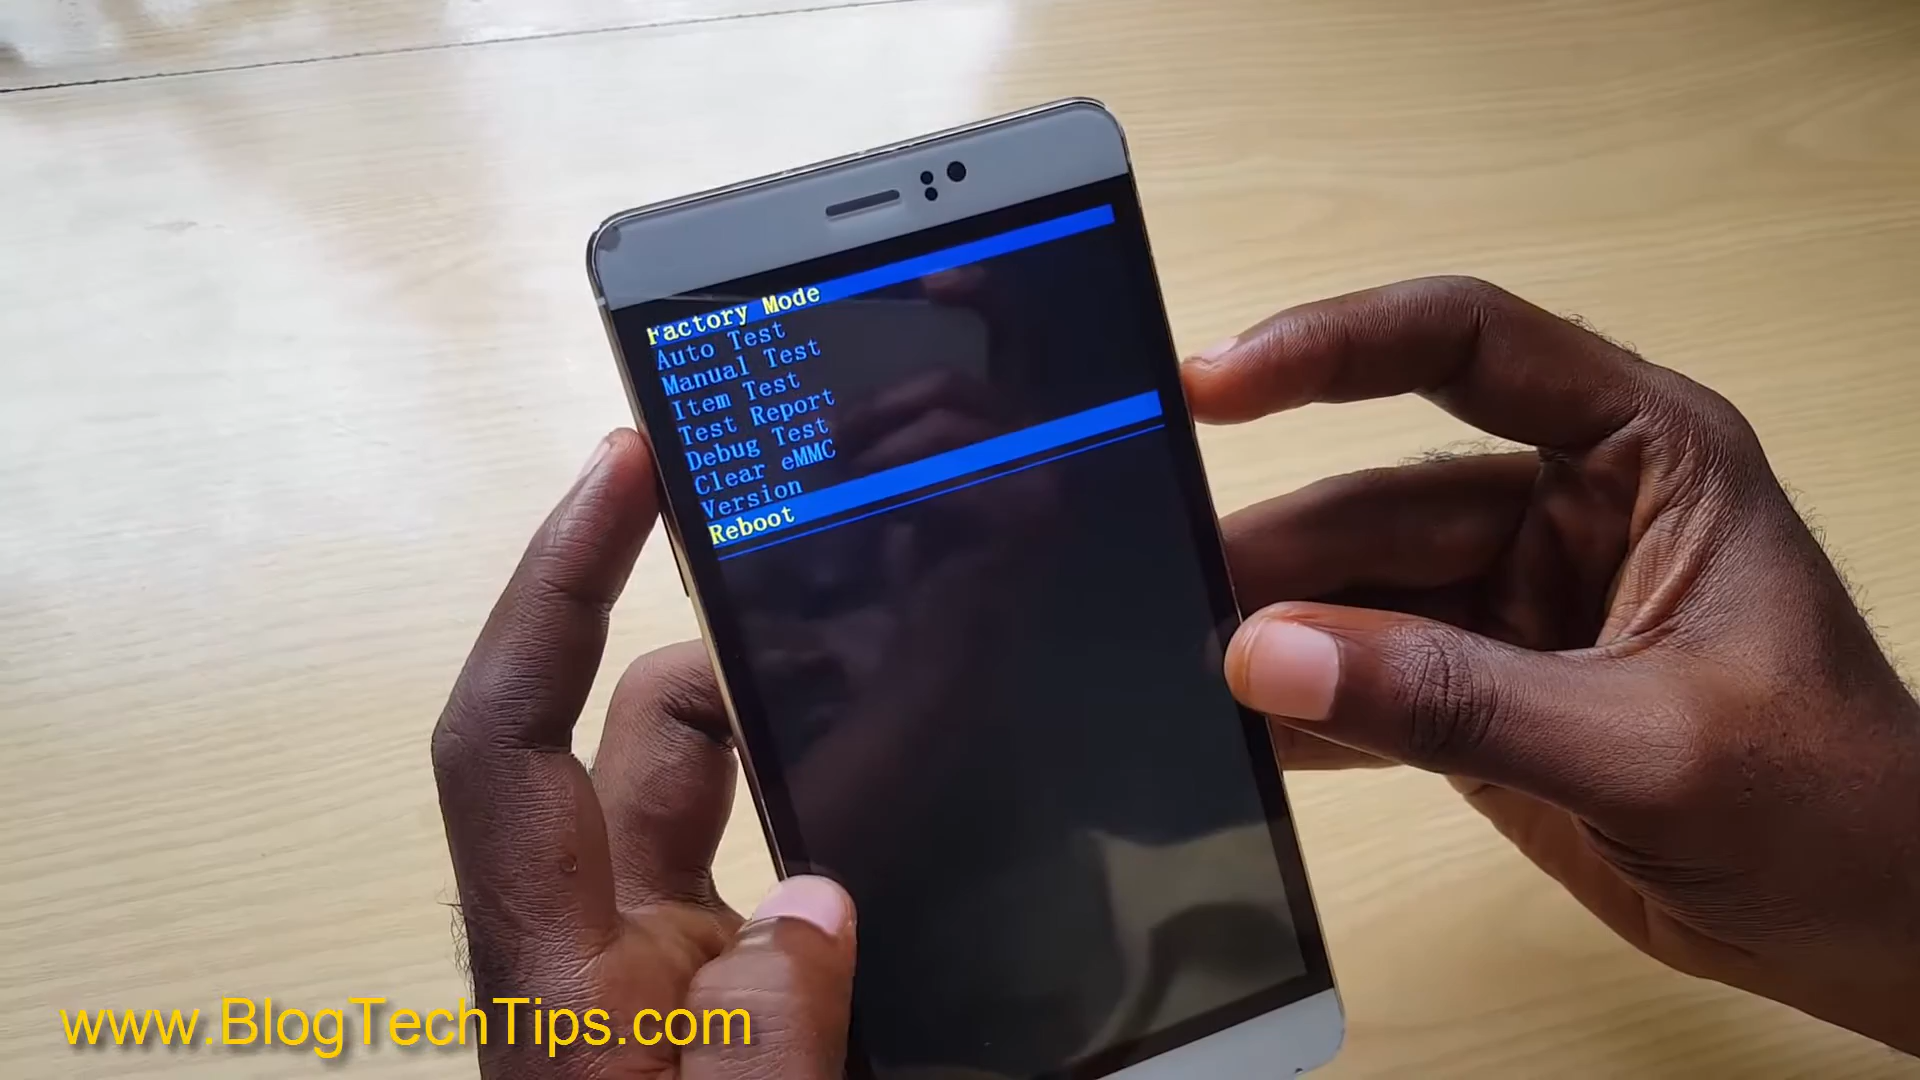 Factory Mode
Auto Test
Manual Test
Item Test
Test Report
Debug Test
Clear eMMC
Version
Reboot
www.BlogTechTips.com